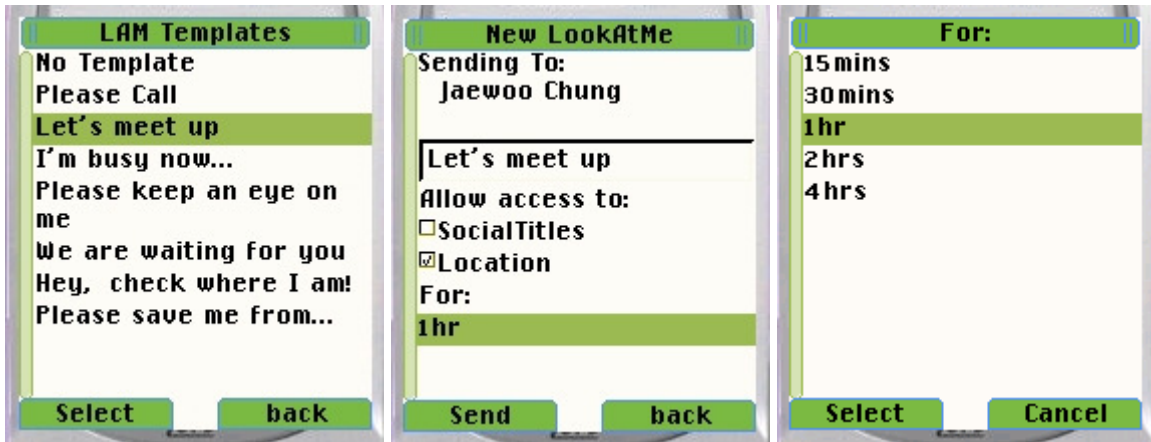 LAM Templates
No Template
Please Call
Let's meet up
I'm busy now...
Please keep an eye on
me
We are waiting for you
Hey, check where I am!
Please save me from...
Select back
New LookAtMe
Sending To:
Jaewoo Chung
Let's meet up
Allow access to:
SocialTitles
Location
For:
1hr
Send back
For:
15mins
30mins
1hr
2hrs
4hrs
Select Cancel